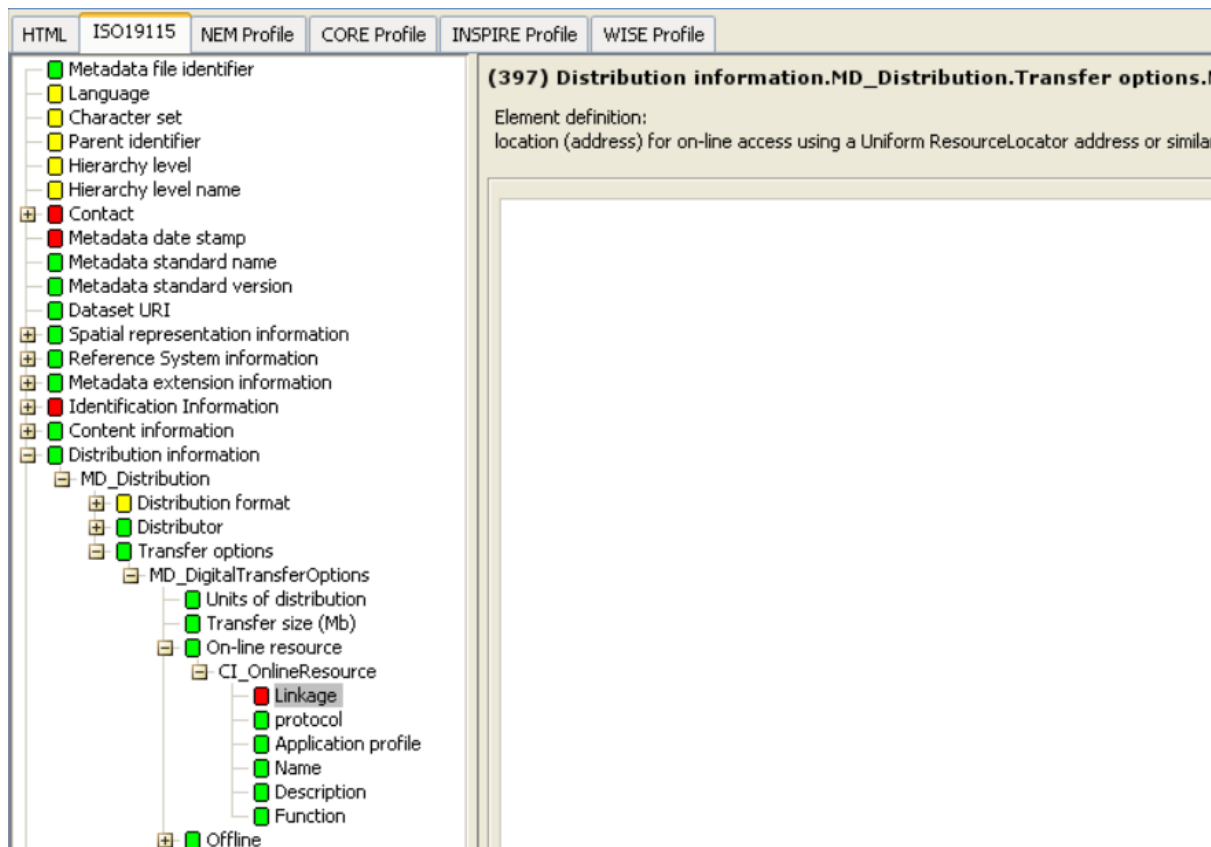 HTML
ISO19115
NEM Profile
CORE Profile
INSPIRE Profile
WISE Profile
Metadata file identifier
Language
Character set
Parent identifier
Hierarchy level
Hierarchy level name
Contact
Metadata date stamp
Metadata standard name
Metadata standard version
Dataset URI
Spatial representation information
Reference System information
Metadata extension information
Identification Information
Content information
Distribution information
MD_Distribution
Distribution format
Distributor
Transfer options
MD_DigitalTransferOptions
Units of distribution
Transfer size (Mb)
On-line resource
CI_OnlineResource
Linkage
protocol
Application profile
Name
Description
Function
Offline
(397) Distribution information.MD_Distribution.Transfer options.
Element definition:
location (address) for on-line access using a Uniform ResourceLocator address or